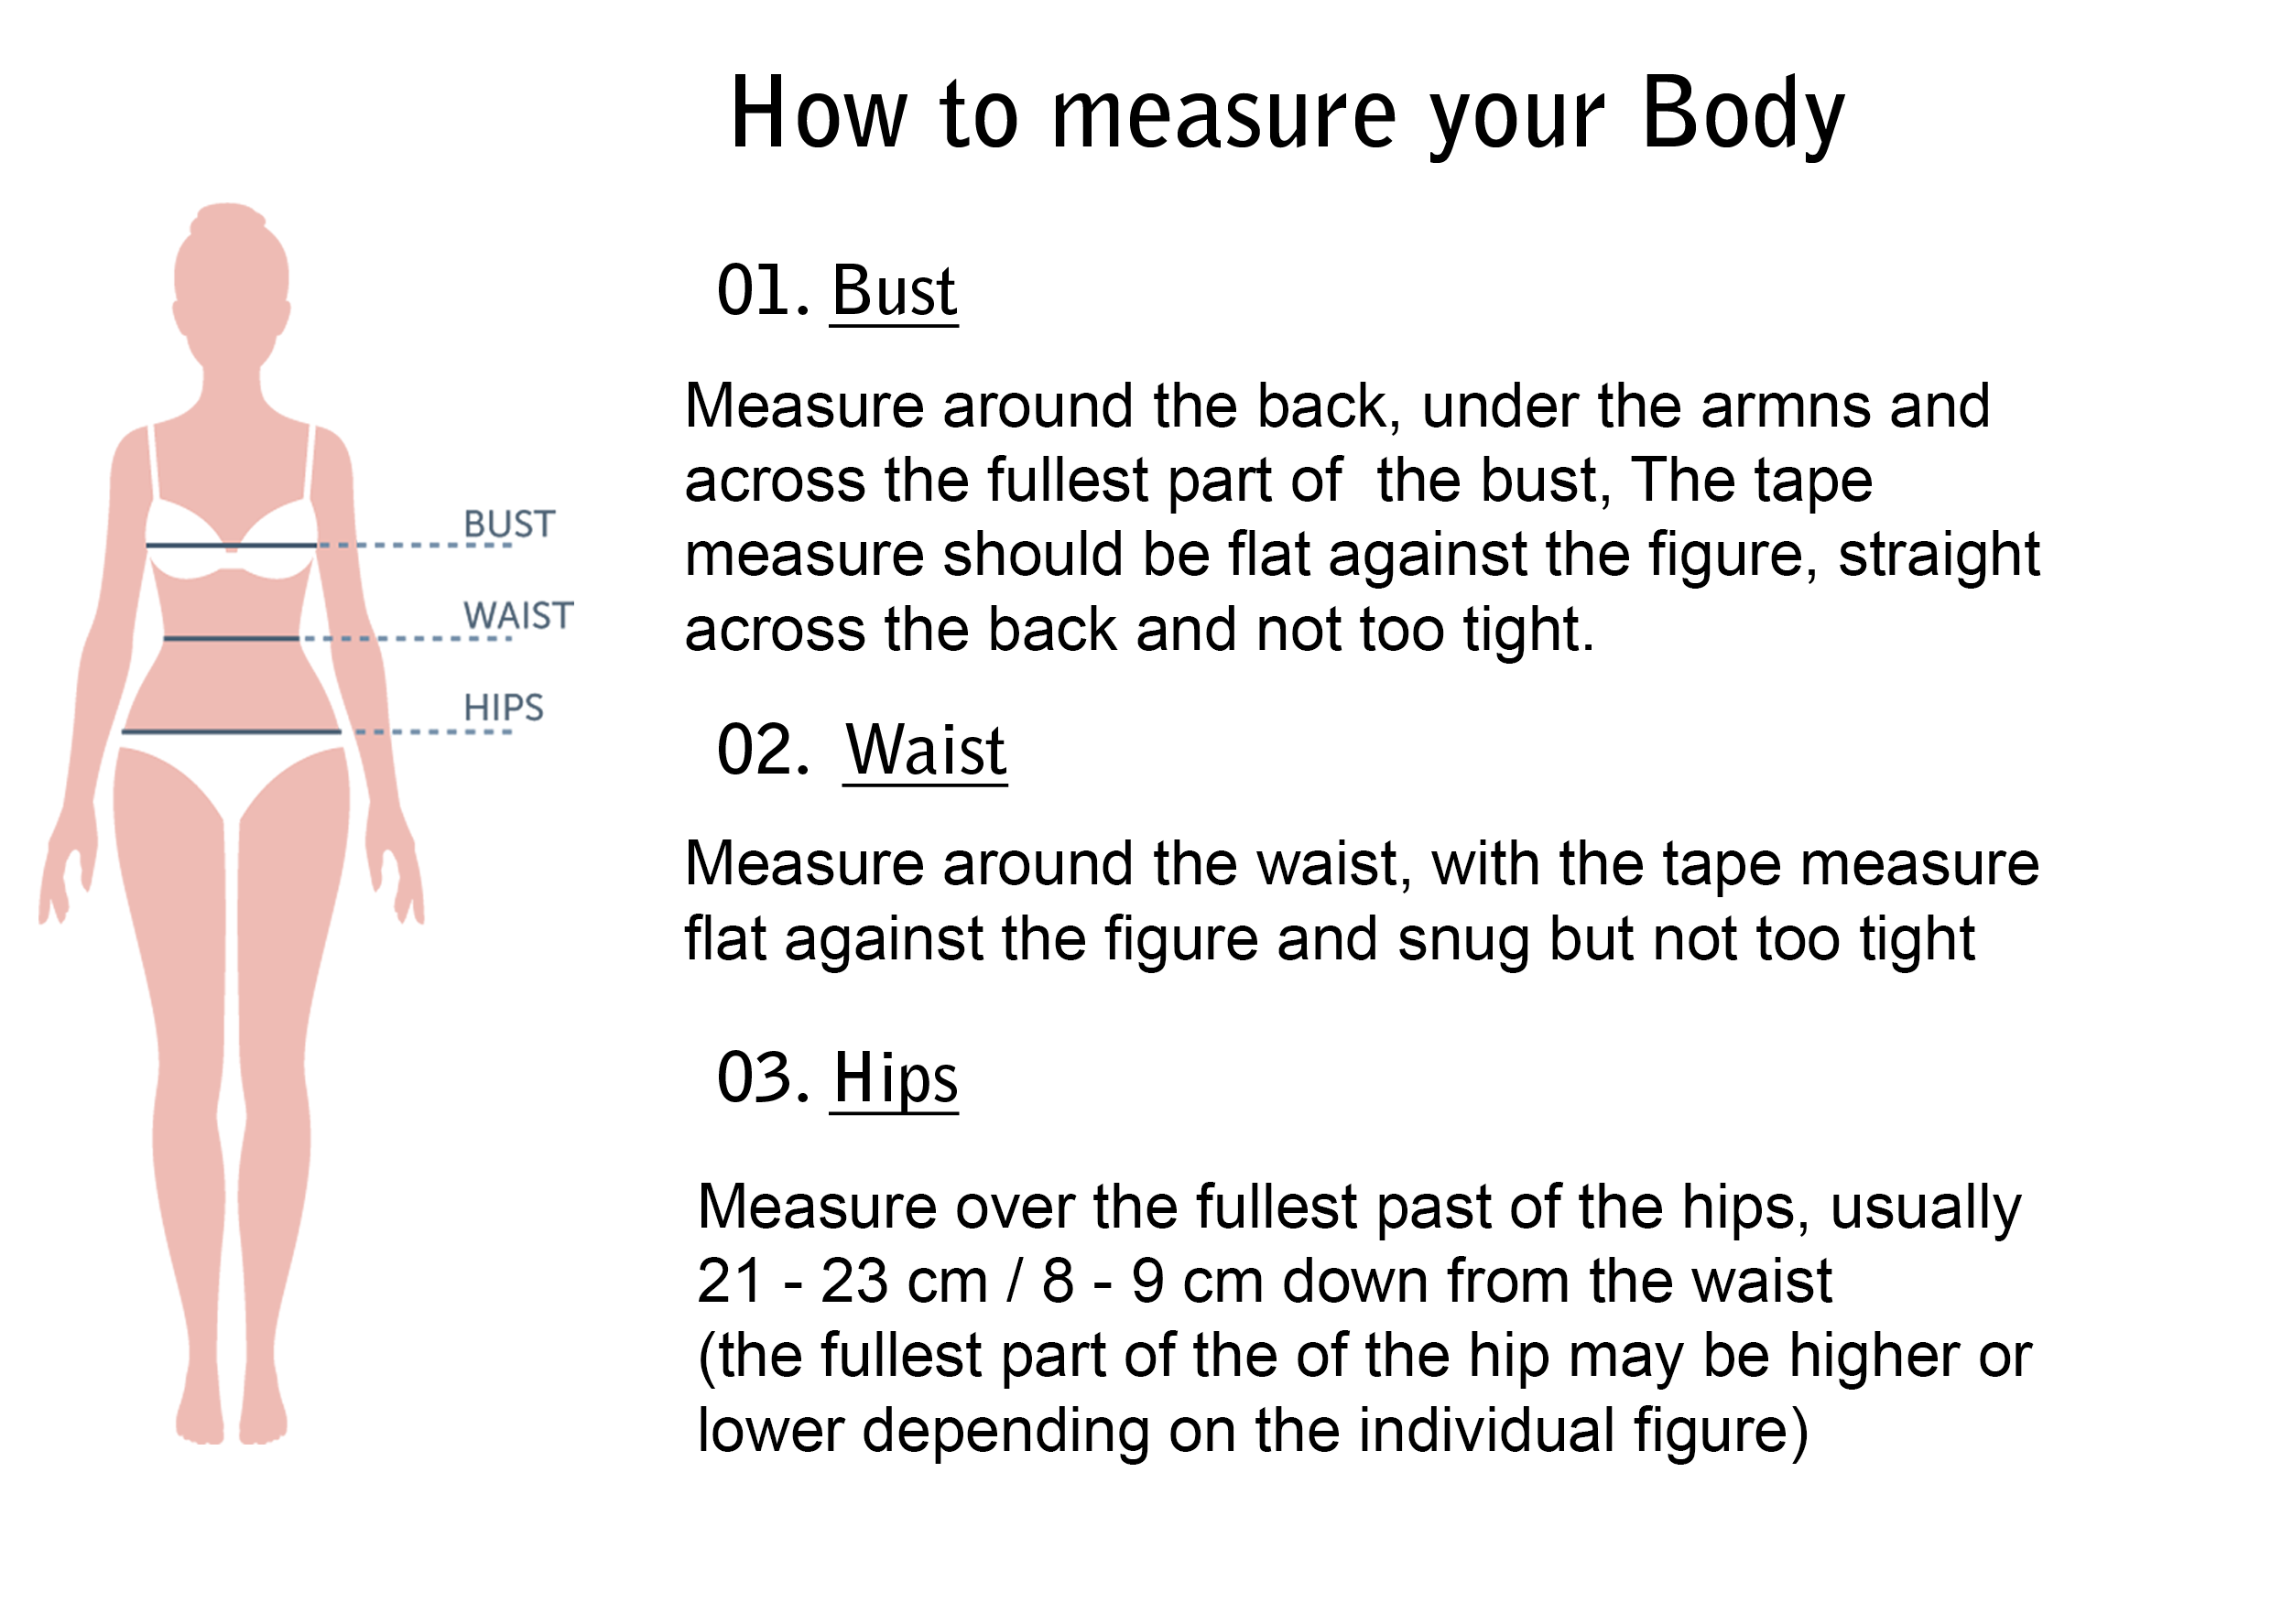 How to measure your Body
BUST
WAIST
HIPS
01. Bust
Measure around the back, under the armns and
across the fullest part of  the bust, The tape
measure should be flat against the figure, straight
across the back and not too tight.
02. Waist
Measure around the waist, with the tape measure
flat against the figure and snug but not too tight
03. Hips
Measure over the fullest past of the hips, usually
21 - 23 cm / 8 - 9 cm down from the waist
(the fullest part of the of the hip may be higher or
lower depending on the individual figure)